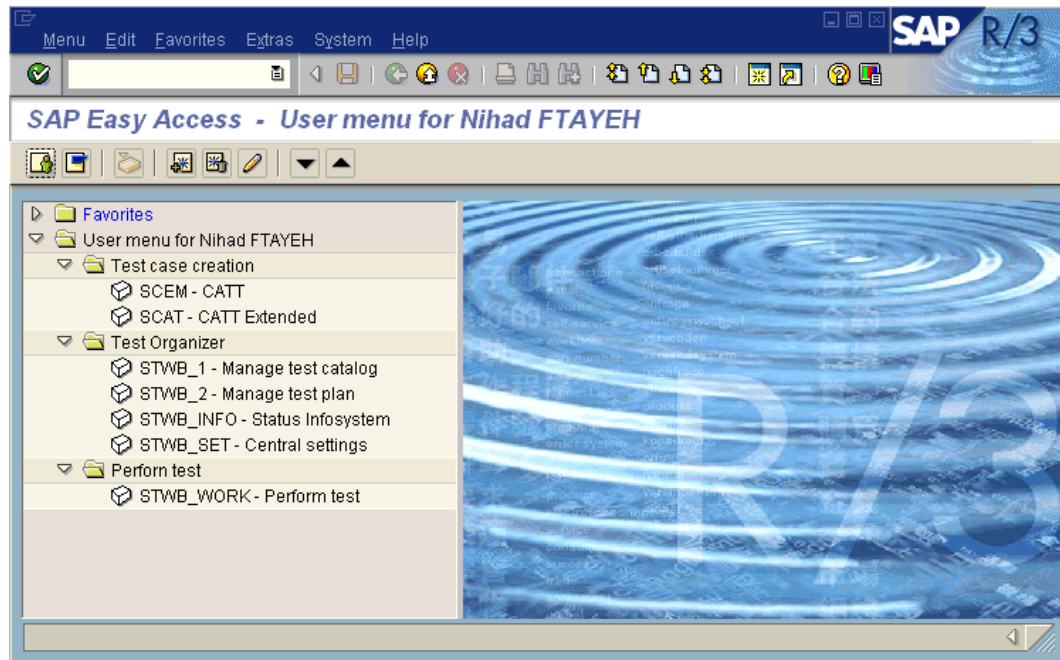 Menu Edit Favorites Extras System Help
SAP R/3
SAP Easy Access - User menu for Nihad FTAYEH
Favorites
User menu for Nihad FTAYEH
Test case creation
SCEM - CATT
SCAT - CATT Extended
Test Organizer
STWB_1 - Manage test catalog
STWB_2 - Manage test plan
STWB_INFO - Status Infosystem
STWB_SET - Central settings
Perforn test
STWB_WORK - Perform test
R/3